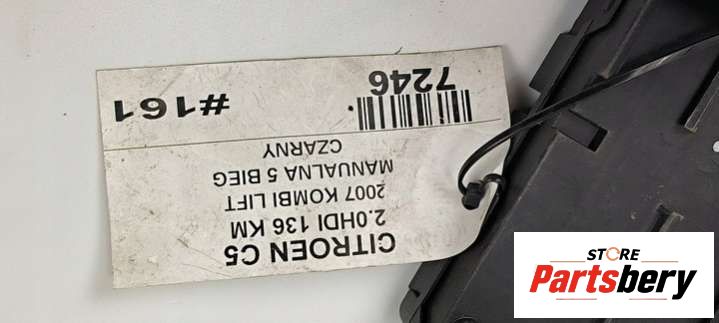 CITROEN C5
2.0HDI 136 KM
2007 KOMBI LIFT
MANUALNA 5 BIEG
CZARNY
7246
#161
STORE
Partsbery